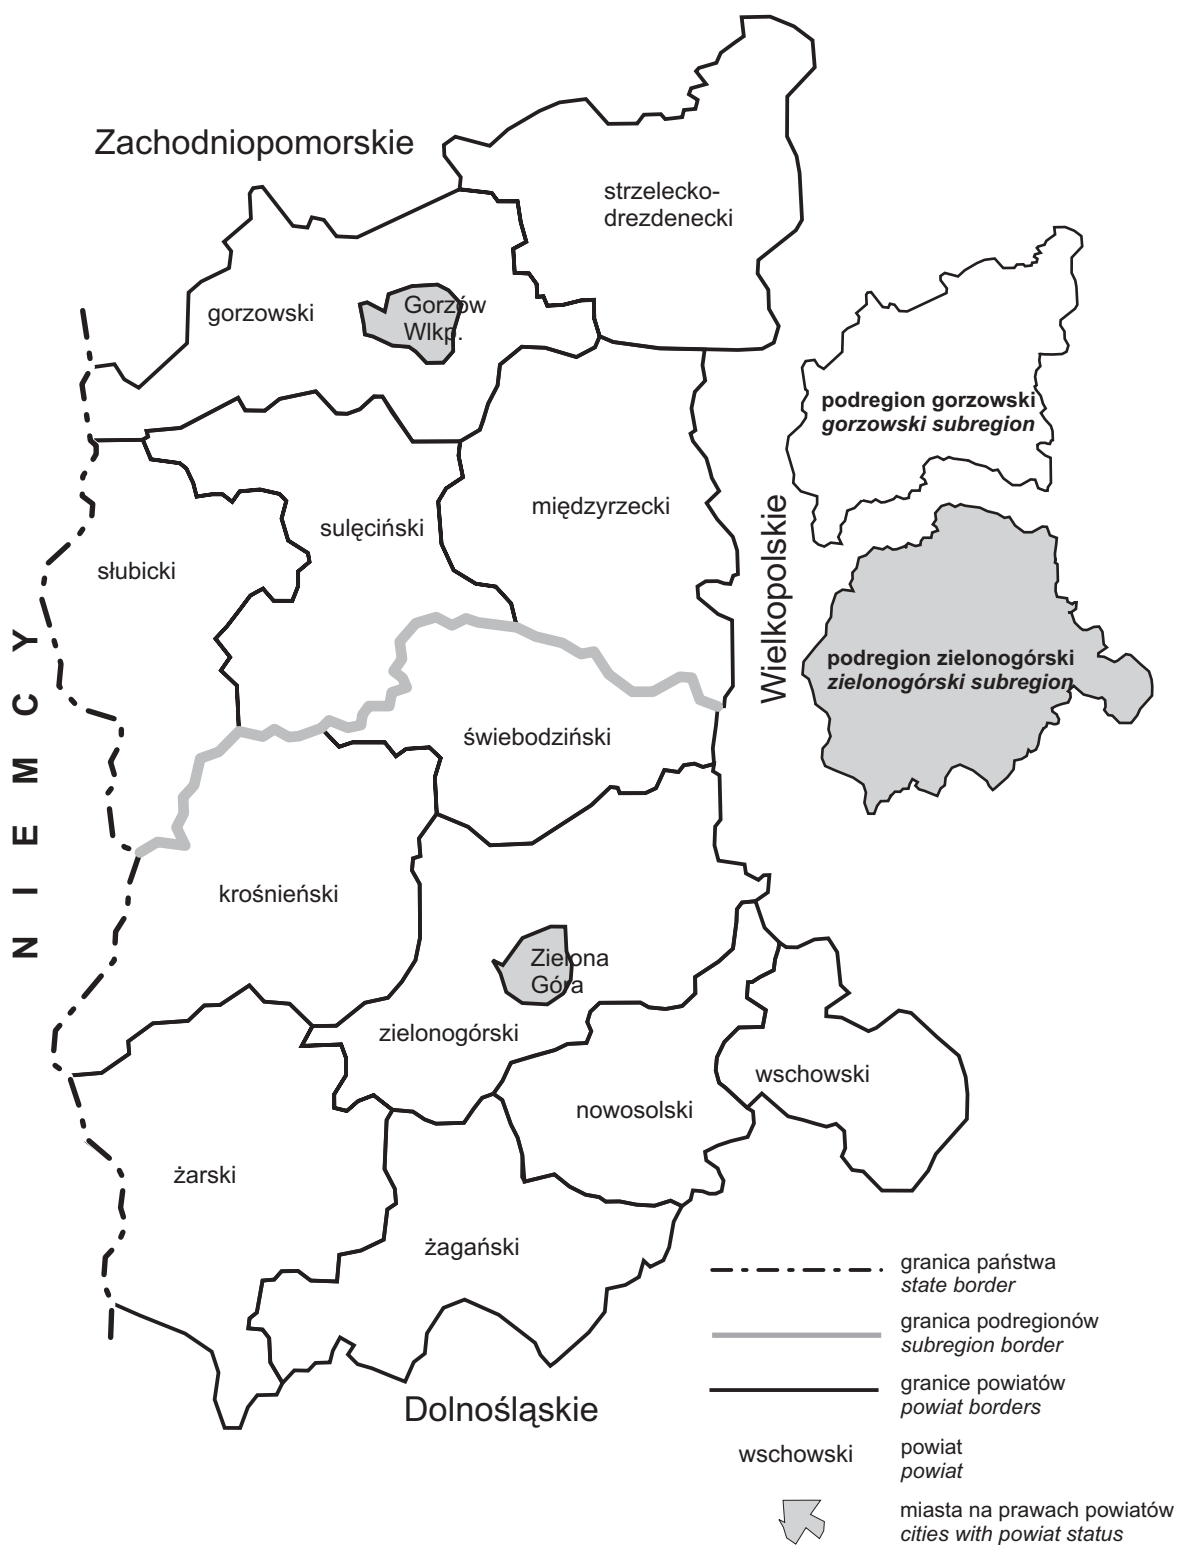 Zachodniopomorskie
strzelecko-
drezdenecki
gorzowski
Gorzów
Wlkp.
podregion gorzowski
gorzowski subregion
międzyrzecki
sulęciński
słubicki
Wielkopolskie
NIEMCY
podregion zielonogórski
zielonogórski subregion
świebodziński
krośnieński
Zielona
Góra
zielonogórski
wschowski
nowosolski
żarski
żagański
Dolnośląskie
granica państwa
state border
granica podregionów
subregion border
granice powiatów
powiat borders
wschowski
powiat
powiat
miasta na prawach powiatów
cities with powiat status